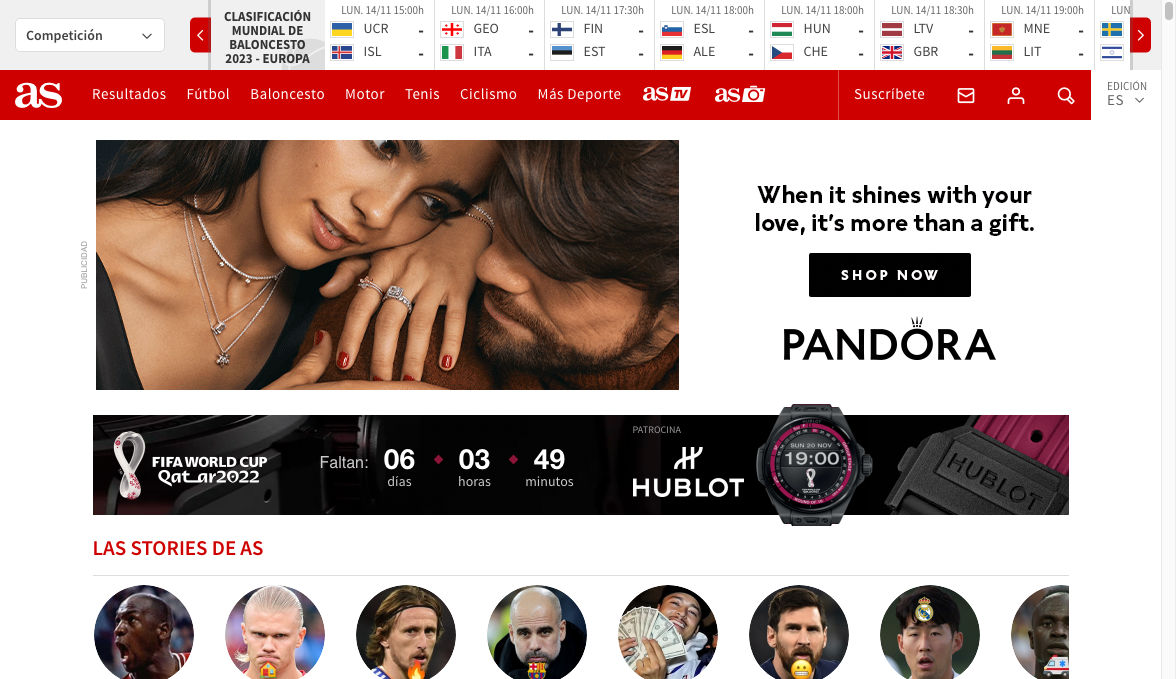 Competición
CLASIFICACIÓN
MUNDIAL DE
BALONCESTO
2023 - EUROPA
LUN. 14/11 15:00h
UCR -
ISL -
LUN. 14/11 16:00h
GEO -
ITA -
LUN. 14/11 17:30h
FIN -
EST -
LUN. 14/11 18:00h
ESL -
ALE -
LUN. 14/11 18:00h
HUN -
CHE -
LUN. 14/11 18:30h
LTV -
GBR -
LUN. 14/11 19:00h
MNE -
LIT -
LUN
as
Resultados
Fútbol
Baloncesto
Motor
Tenis
Ciclismo
Más Deporte
as TV
as
Suscríbete
EDICIÓN
ES
PUBLICIDAD
When it shines with your
love, it's more than a gift.
SHOP NOW
PANDORA
FIFA WORLD CUP
Qatar2022
Faltan:
06
días
03
horas
49
minutos
PATROCINA
HUBLOT
SUN 20 NOV
19:00
HUBLOT
LAS STORIES DE AS